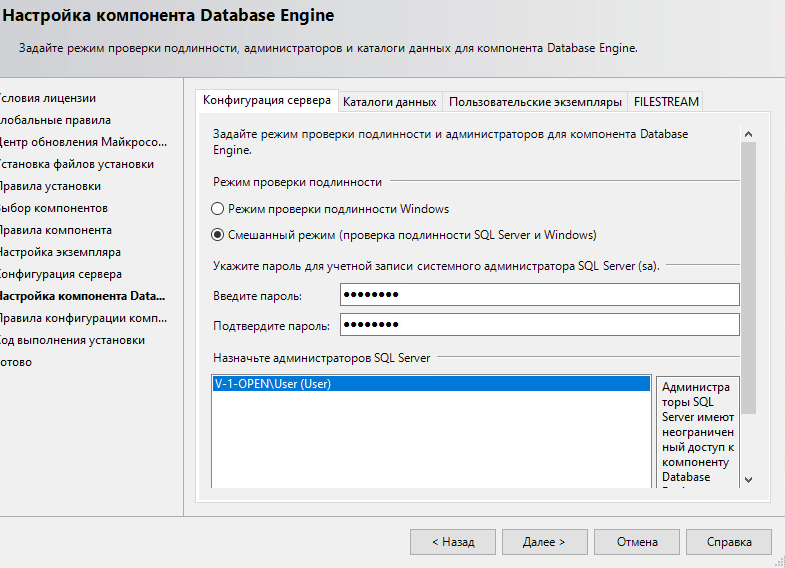 Настройка компонента Database Engine
Задайте режим проверки подлинности, администраторов и каталоги данных для компонента Database Engine.
словия лицензии
лобальные правила
ентр обновления Майкросо...
становка файлов установки
равила установки
ыбор компонентов
равила компонента
астройка экземпляра
онфигурация сервера
Настройка компонента Data...
равила конфигурации комп...
од выполнения установки
отово
Конфигурация сервера
Каталоги данных
Пользовательские экземпляры
FILESTREAM
Задайте режим проверки подлинности и администраторов для компонента Database
Engine.
Режим проверки подлинности
Режим проверки подлинности Windows
Смешанный режим (проверка подлинности SQL Server и Windows)
Укажите пароль для учетной записи системного администратора SQL Server (sa).
Введите пароль: ●●●●●●●●
Подтвердите пароль: ●●●●●●●●
Назначьте администраторов SQL Server
V-1-OPEN\User (User)
Администра
торы SQL
Server имеют
неограничен
ный доступ к
компоненту
Database
< Назад
Далее >
Отмена
Справка